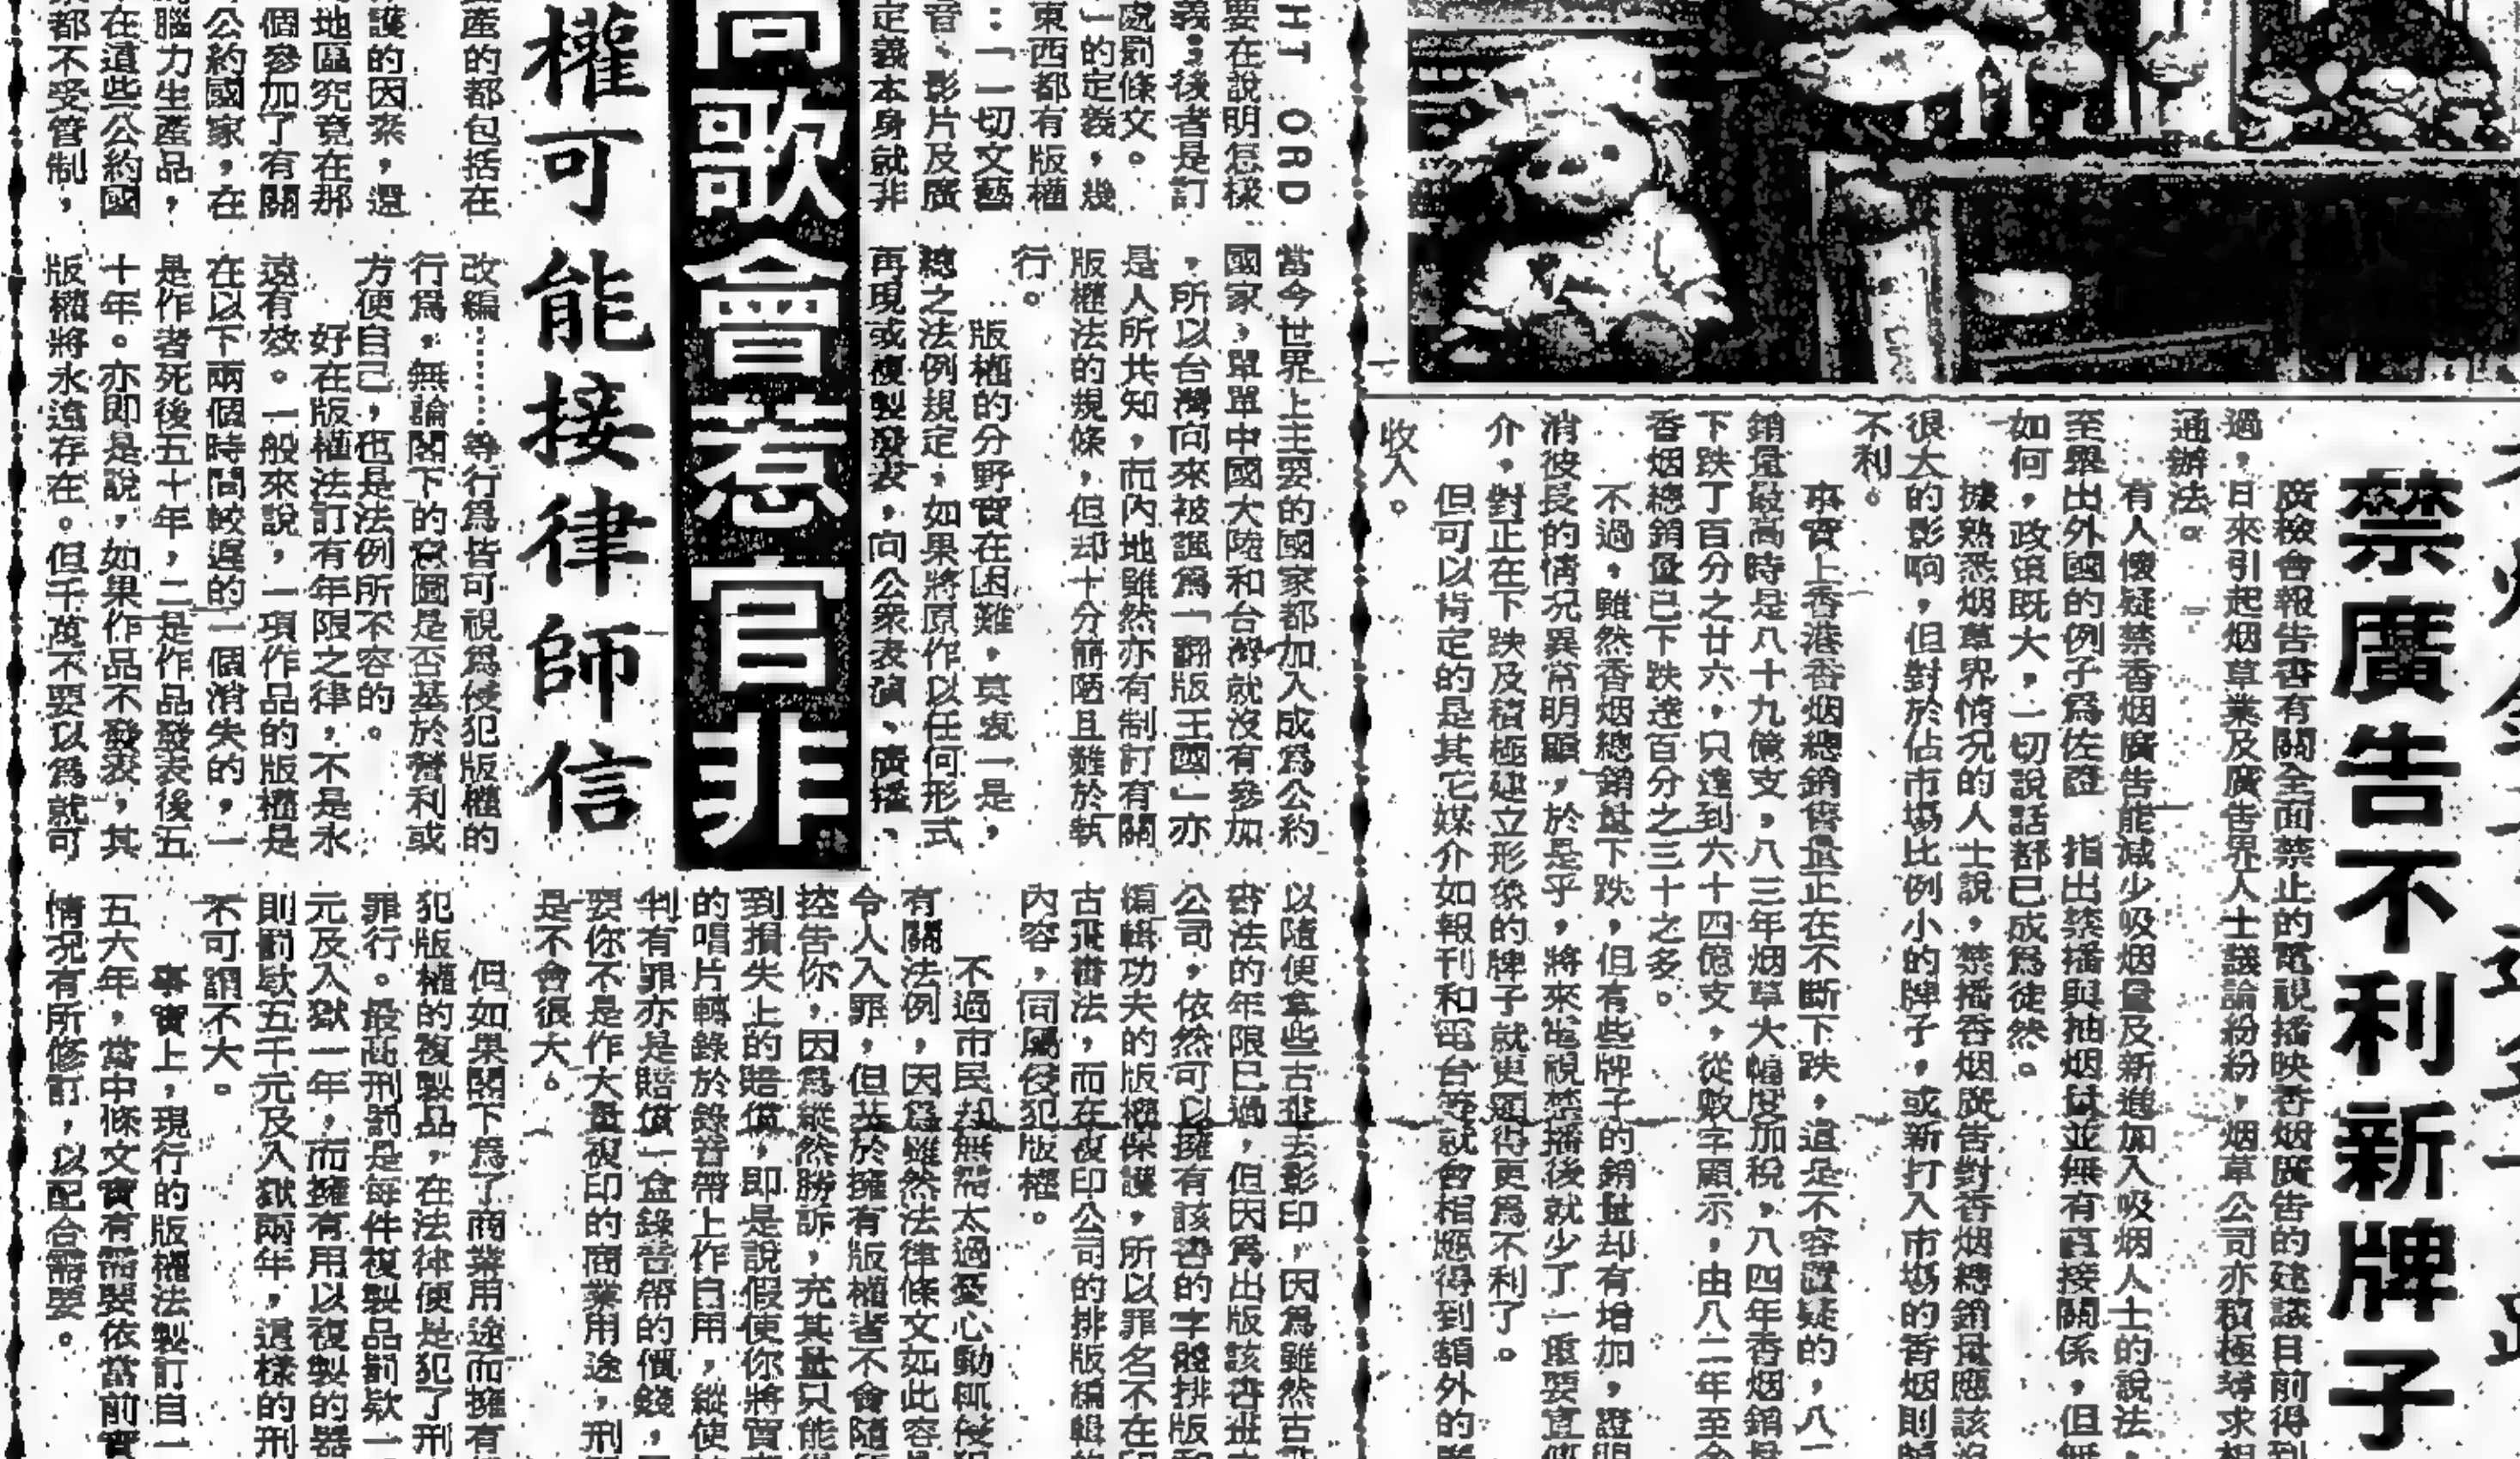 禁廣告不利新牌子
廣檢會報告書有關全面禁止的電視播映香烟廣告的建議日前得到
過，日來引起烟草業及廣告界人士議論紛紛，烟草公司亦積極尋求相
通辦法。
有人懷疑禁香烟廣告能減少吸烟量及新進加入吸烟人士的說法，
至舉出外國的例子爲佐證 指出禁播與抽烟 並無有直接關係，但無
如何，政策既大，一切說話都已成爲徒然。
據熟悉烟草界情况的人士說，禁播香烟廣告對香烟總銷量應該沒
很大的影响，但對於佔市場比例小的牌子，或新打入市場的香烟則頗
不利。
事實上香港香烟總銷售量正在不斷下跌，這是不容置疑的，八一
銷量最高時是八十九億支，八三年烟草大幅度加稅，八四年香烟銷量
下跌了百分之廿六，只達到六十四億支，從數字顯示，由八二年至今
香烟總銷量已下跌達百分之三十之多。
不過，雖然香烟總銷量下跌，但有些牌子的銷量却有增加，證明
消彼長的情况異常明顯，於是乎，將來電視禁播後就少了一重要宣傳
介，對正在下跌及積極建立形象的牌子就更顯得更爲不利了。
但可以肯定的是其它媒介如報刊和電台等就會相應得到額外的
收入。
HT ORD
要在說明怎樣
義；後者是訂
處罰條文。
」的定義，幾
東西都有版權
：「一切文藝
音、影片及廣
定義本身就非
歌會惹官非
權可能接律師信
產的都包括在
護的因素，還
地區究竟在那
個參加了有關
公約國家，在
腦力生產品，
在這些公約國
都不受管制，
當今世界上主要的國家都加入成爲公約
國家，單單中國大陸和台灣就沒有參加
，所以台灣向來被譏爲「翻版王國」亦
是人所共知，而內地雖然亦有制訂有關
版權法的規條，但却十分簡陋且難於執
行。
版權的分野實在困難，莫衷一是，
總之法例規定，如果將原作以任何形式
再現或複製發表，向公衆表演、廣播、
改編………等行爲皆可視爲侵犯版權的
行爲，無論閣下的意圖是否基於營利或
方便自己，也是法例所不容的。
好在版權法訂有年限之律，不是永
遠有效。一般來說，一項作品的版權是
在以下兩個時間較遲的一個消失的，一
是作者死後五十年，二是作品發表後五
十年。亦即是說，如果作品不發表，其
版權將永遠存在。但千萬不要以爲就可
以隨便拿些古書去影印，因爲雖然古
書法的年限已過，但因爲出版該書
公司，依然可以擁有該書的字體排版和
編輯功夫的版權保護，所以罪名不在
古 書法，而在複印公司的排版編輯的
內容，同屬侵犯版權。
不過市民却無需太過憂心動輒侵犯
有關法例，因爲雖然法律條文如此容易
令人入罪，但基於擁有版權者不會隨
控告你，因爲縱然勝訴，充其量只能得
到損失上的賠償，即是說假使你將買
的唱片轉錄於錄音帶上作自用，縱使
判有罪亦是賠償一盒錄音帶的價錢，
要你不是作大量複印的商業用途，刑
是不會很大。
但如果閣下爲了商業用途而擁有
犯版權的複製品，在法律便是犯了刑
罪行。最高刑罰是每件複製品罰欵一
元及入獄一年，而擁有用以複製的器
則罰欵五千元及入獄兩年，這樣的刑
不可謂不大。
事實上，現行的版權法製訂自一
五六年，當中條文實有需要依當前實
情况有所修訂，以配合需要。